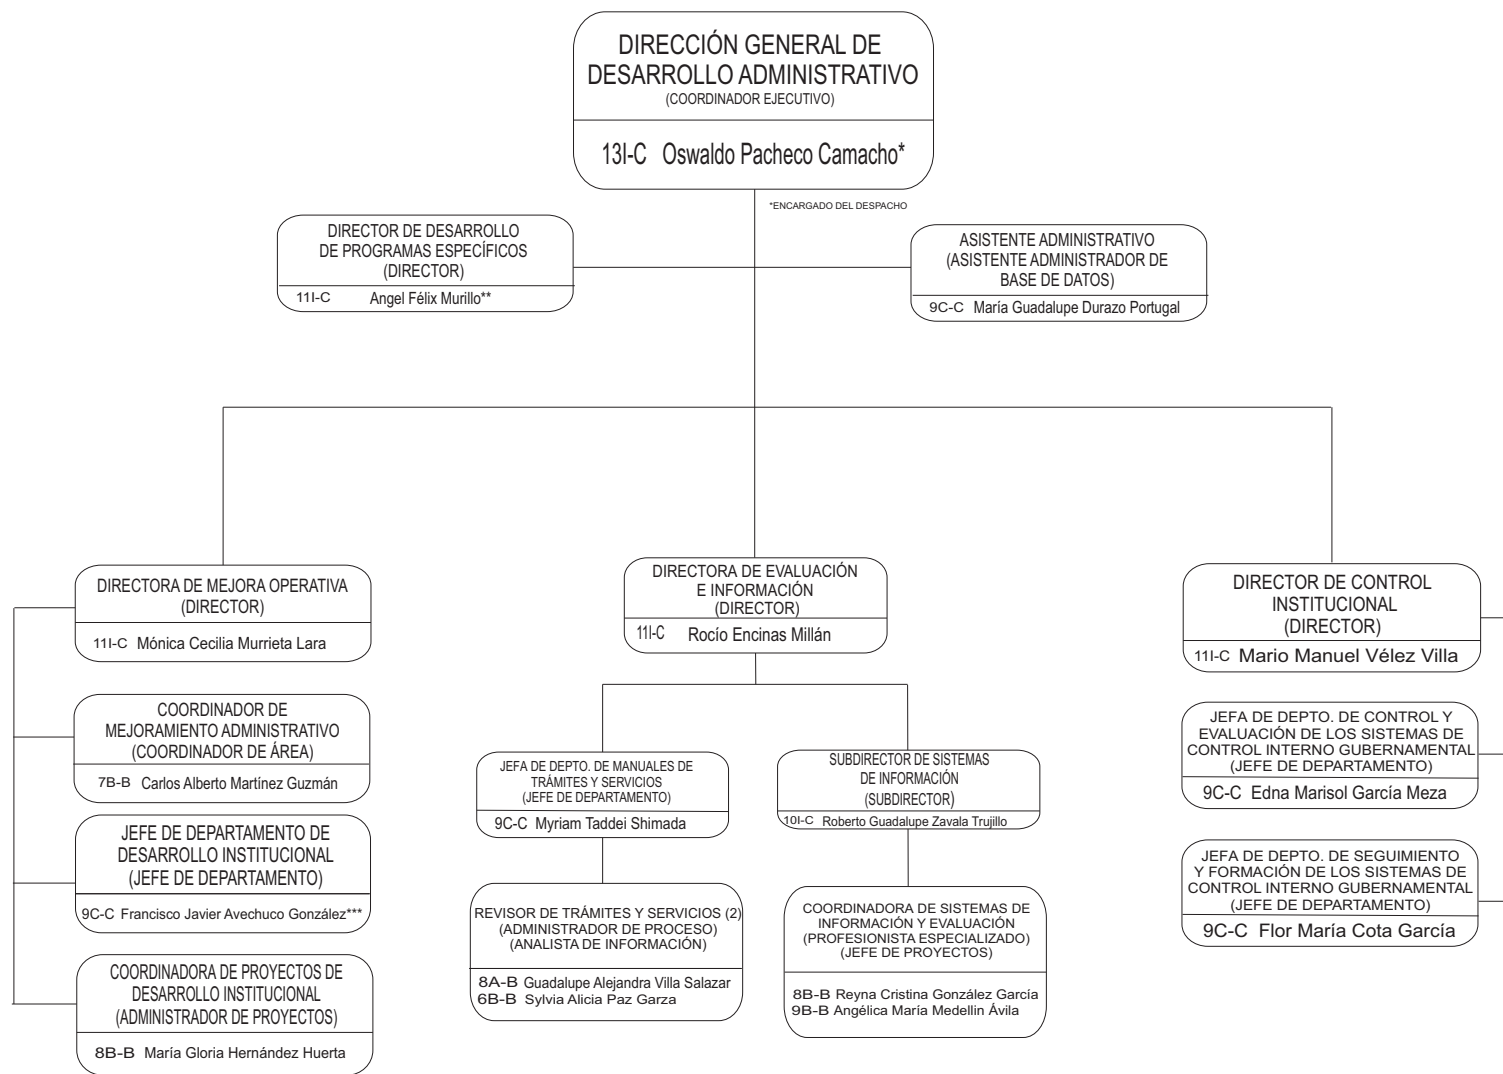 DIRECCIÓN GENERAL DE
DESARROLLO ADMINISTRATIVO
(COORDINADOR EJECUTIVO)
13I-C Oswaldo Pacheco Camacho*
*ENCARGADO DEL DESPACHO
DIRECTOR DE DESARROLLO
DE PROGRAMAS ESPECÍFICOS
(DIRECTOR)
11I-C Angel Félix Murillo**
ASISTENTE ADMINISTRATIVO
(ASISTENTE ADMINISTRADOR DE
BASE DE DATOS)
9C-C María Guadalupe Durazo Portugal
DIRECTORA DE MEJORA OPERATIVA
(DIRECTOR)
11I-C Mónica Cecilia Murrieta Lara
COORDINADOR DE
MEJORAMIENTO ADMINISTRATIVO
(COORDINADOR DE ÁREA)
7B-B Carlos Alberto Martínez Guzmán
JEFE DE DEPARTAMENTO DE
DESARROLLO INSTITUCIONAL
(JEFE DE DEPARTAMENTO)
9C-C Francisco Javier Avechuco González***
COORDINADORA DE PROYECTOS DE
DESARROLLO INSTITUCIONAL
(ADMINISTRADOR DE PROYECTOS)
8B-B María Gloria Hernández Huerta
DIRECTORA DE EVALUACIÓN
E INFORMACIÓN
(DIRECTOR)
11I-C Rocío Encinas Millán
JEFA DE DEPTO. DE MANUALES DE
TRÁMITES Y SERVICIOS
(JEFE DE DEPARTAMENTO)
9C-C Myriam Taddei Shimada
REVISOR DE TRÁMITES Y SERVICIOS (2)
(ADMINISTRADOR DE PROCESO)
(ANALISTA DE INFORMACIÓN)
8A-B Guadalupe Alejandra Villa Salazar
6B-B Sylvia Alicia Paz Garza
SUBDIRECTOR DE SISTEMAS
DE INFORMACIÓN
(SUBDIRECTOR)
10I-C Roberto Guadalupe Zavala Trujillo
COORDINADORA DE SISTEMAS DE
INFORMACIÓN Y EVALUACIÓN
(PROFESIONISTA ESPECIALIZADO)
(JEFE DE PROYECTOS)
8B-B Reyna Cristina González García
9B-B Angélica María Medellin Ávila
DIRECTOR DE CONTROL
INSTITUCIONAL
(DIRECTOR)
11I-C Mario Manuel Vélez Villa
JEFA DE DEPTO. DE CONTROL Y
EVALUACIÓN DE LOS SISTEMAS DE
CONTROL INTERNO GUBERNAMENTAL
(JEFE DE DEPARTAMENTO)
9C-C Edna Marisol García Meza
JEFA DE DEPTO. DE SEGUIMIENTO
Y FORMACIÓN DE LOS SISTEMAS DE
CONTROL INTERNO GUBERNAMENTAL
(JEFE DE DEPARTAMENTO)
9C-C Flor María Cota García